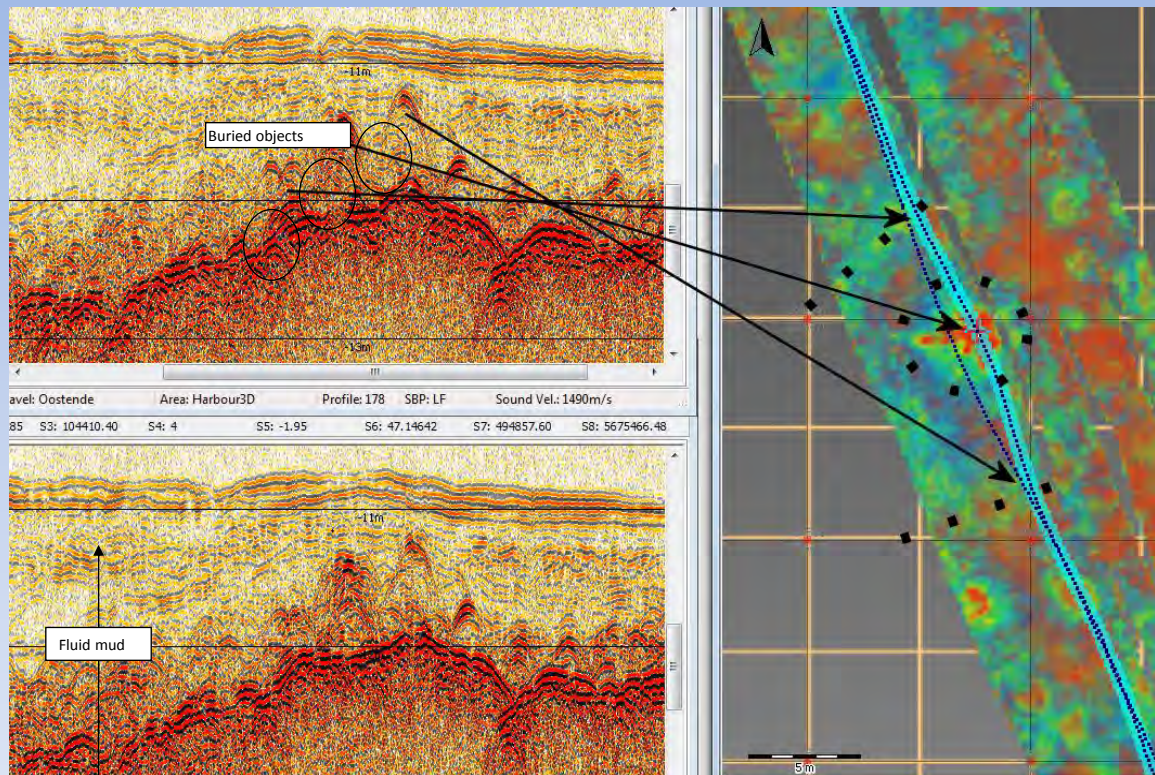 -11m
Buried objects
-13m
avel: Oostende Area: Harbour3D Profile: 178 SBP: LF Sound Vel.: 1490m/s
85 S3: 104410.40 S4: 4 S5: -1.95 S6: 47.14642 S7: 494857.60 S8: 5675466.48
-11m
Fluid mud
5 m